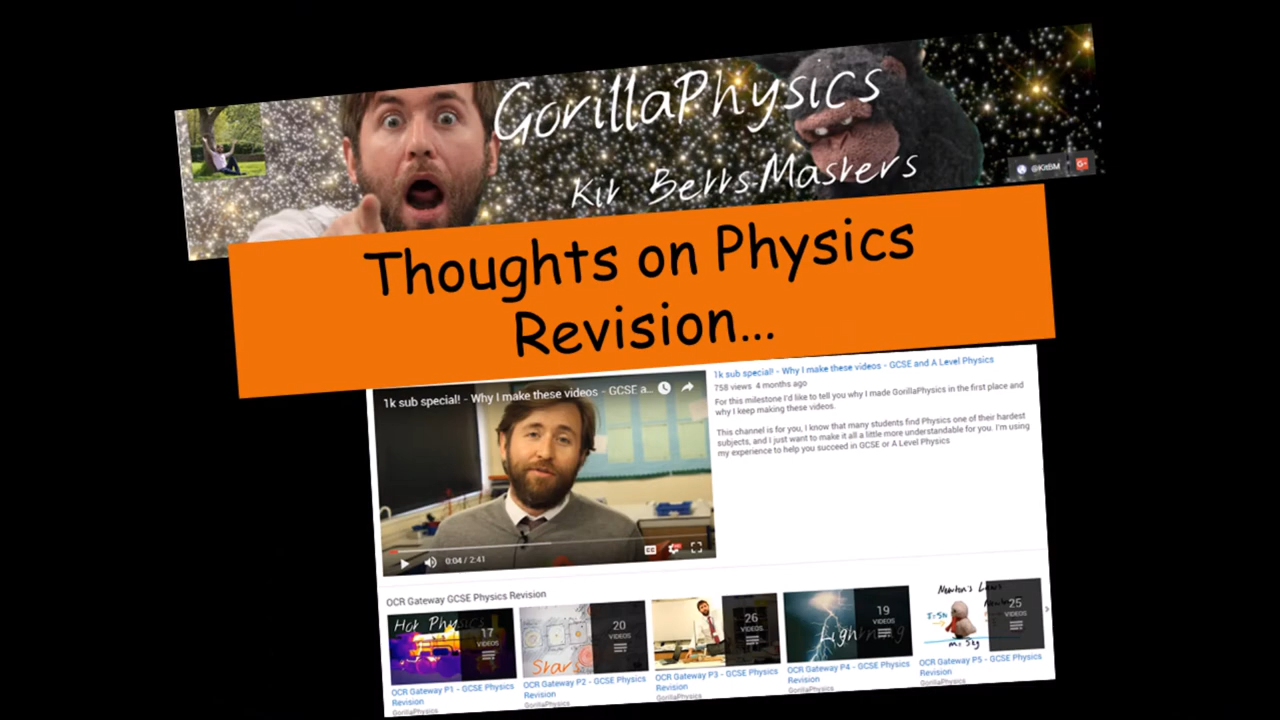 GorillaPhysics
Kit BettsMasters
@KitBM
G+
Thoughts on Physics
Revision...
1k sub special! - Why I make these videos - GCSE a...
1k sub special! - Why I make these videos - GCSE and A Level Physics
758 views 4 months ago
For this milestone I'd like to tell you why I made GorillaPhysics in the first place and
why I keep making these videos.
This channel is for you, I know that many students find Physics one of their hardest
subjects, and I just want to make it all a little more understandable for you. I'm using
my experience to help you succeed in GCSE or A Level Physics
CC
0:04 / 2:41
OCR Gateway GCSE Physics Revision
Hot Physics
17
VIDEOS
OCR Gateway P1 - GCSE Physics
Revision
GorillaPhysics
Stars
20
VIDEOS
OCR Gateway P2 - GCSE Physics
Revision
GorillaPhysics
26
VIDEOS
OCR Gateway P3 - GCSE Physics
Revision
GorillaPhysics
Lightning
19
VIDEOS
OCR Gateway P4 - GCSE Physics
Revision
GorillaPhysics
Newton's Laws
25
VIDEOS
OCR Gateway P5 - GCSE Physics
Revision
GorillaPhysics